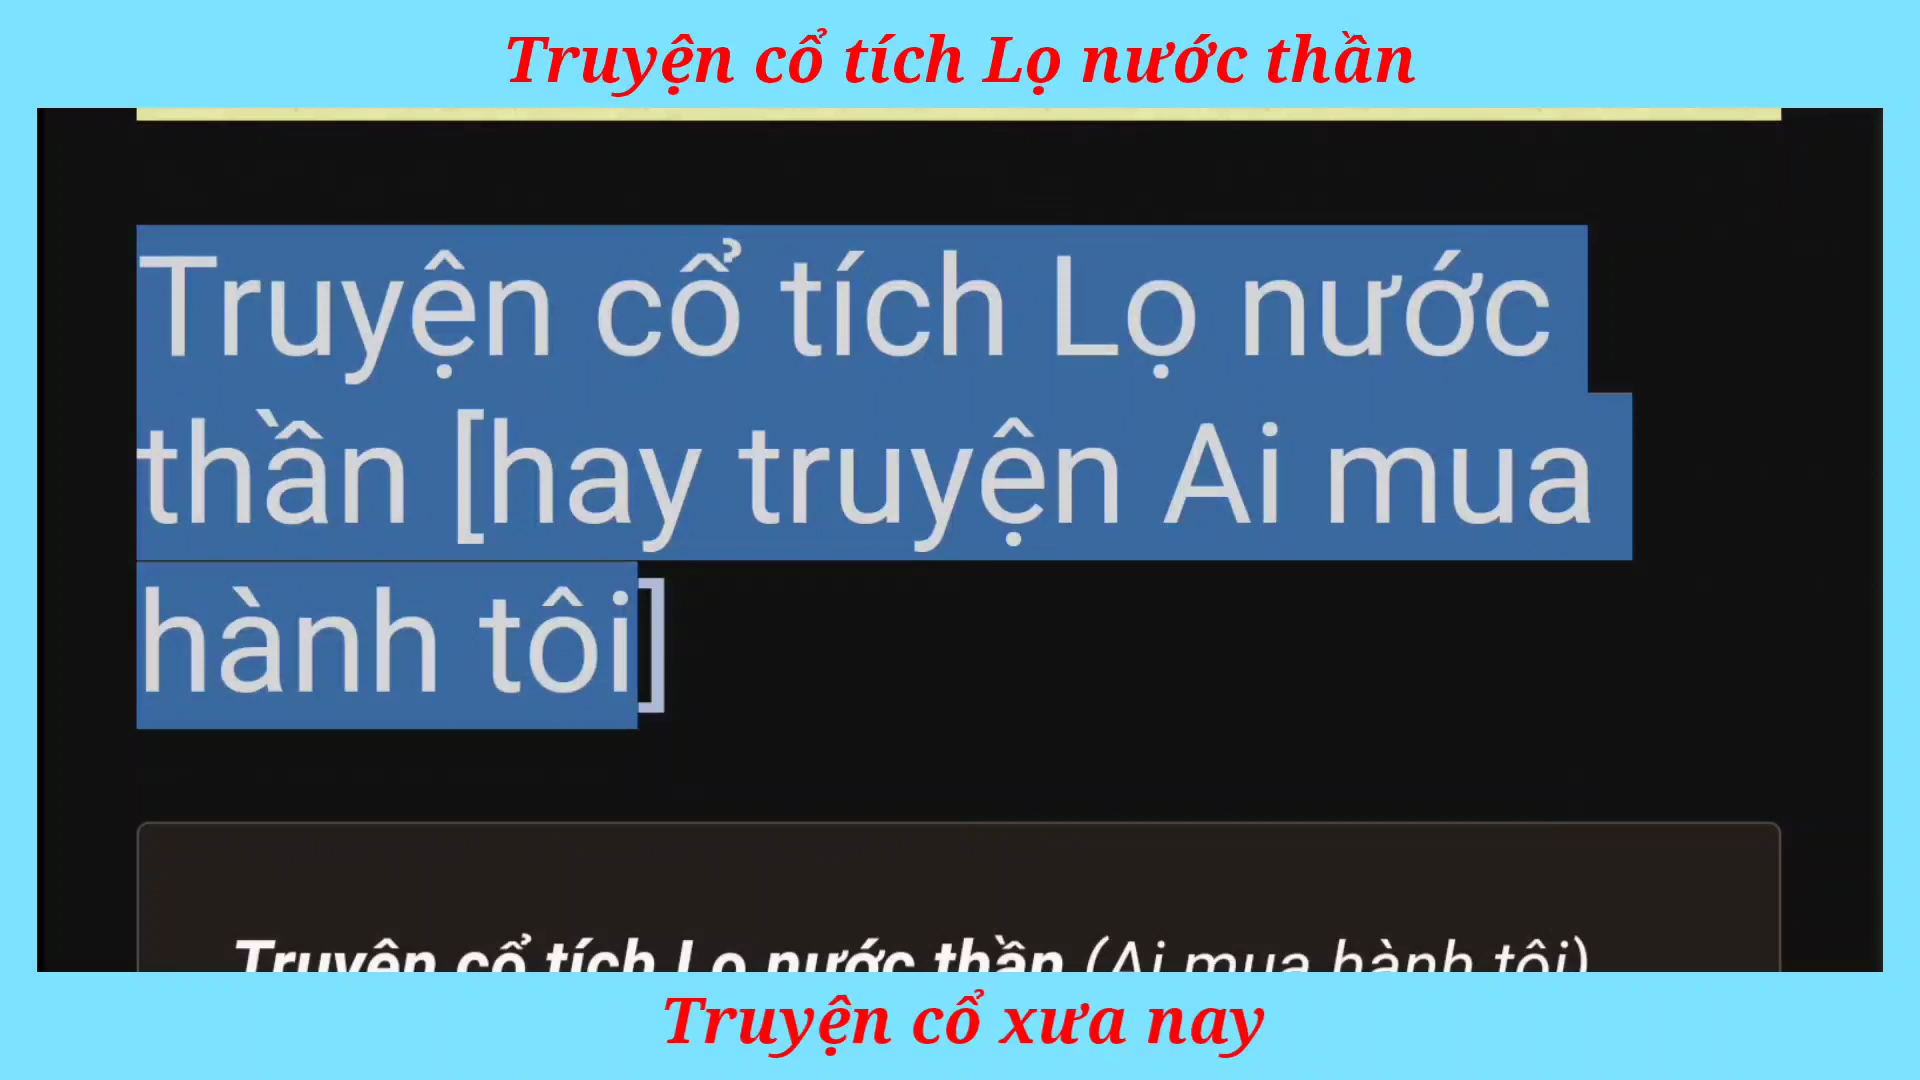 Truyện cổ tích Lọ nước thần
Truyện cổ tích Lọ nước
thần [hay truyện Ai mua
hành tôi]
Truyện cổ tích Lọ nước thần (Ai mua hành tôi)
Truyện cổ xưa nay